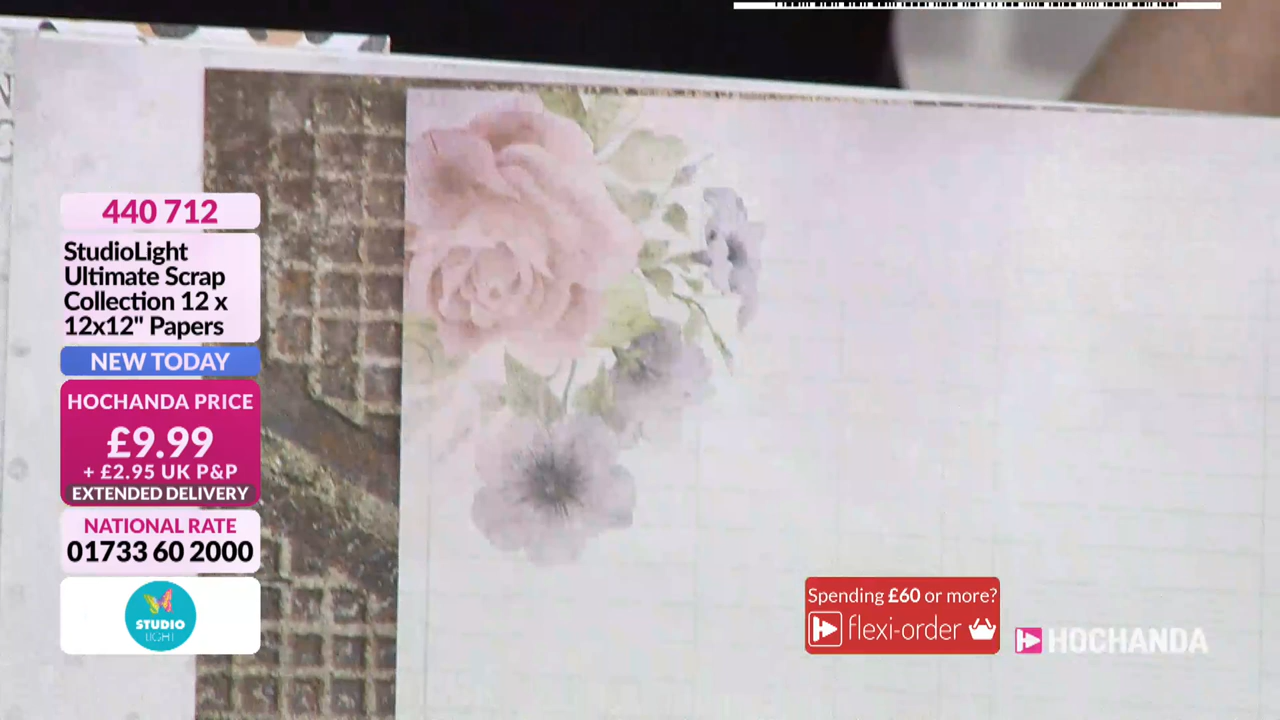 440 712
StudioLight
Ultimate Scrap
Collection 12 x
12x12" Papers
NEW TODAY
HOCHANDA PRICE
£9.99
+ £2.95 UK P&P
EXTENDED DELIVERY
NATIONAL RATE
01733 60 2000
STUDIO
LIGHT
Spending £60 or more?
flexi-order
HOCHANDA